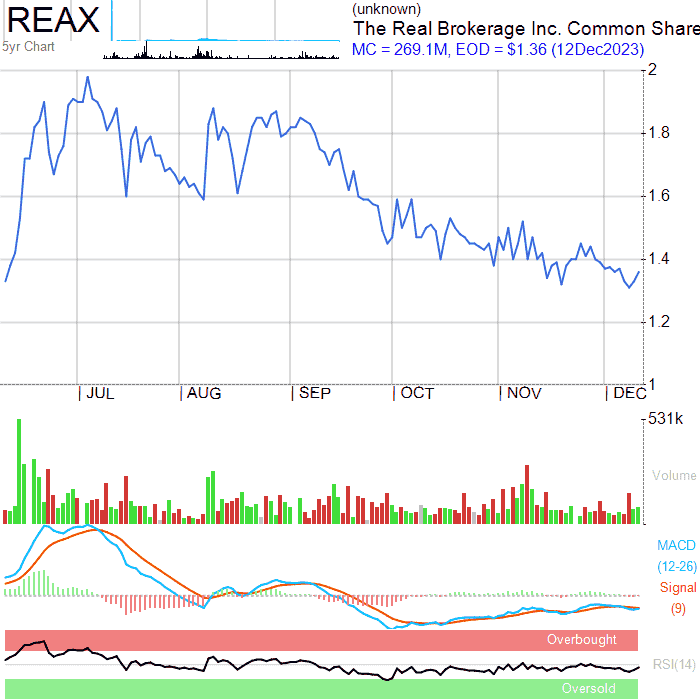 REAX
5yr Chart
(unknown)
The Real Brokerage Inc. Common Share
MC = 269.1M, EOD = $1.36 (12Dec2023)
2
1.8
1.6
1.4
1.2
1
| JUL | AUG | SEP | OCT | NOV | DEC
531k
Volume
MACD
(12-26)
Signal
(9)
Overbought
RSI(14)
Oversold